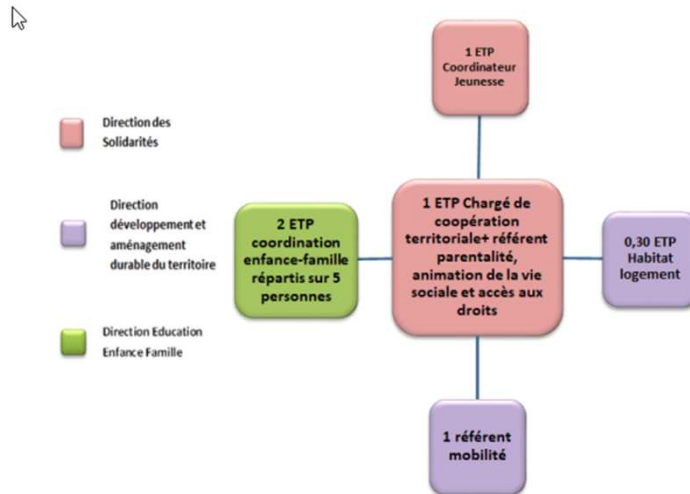 1 ETP
Coordinateur
Jeunesse
Direction des
Solidarités
Direction
développement et
aménagement
durable du territoire
Direction Education
Enfance Famille
2 ETP
coordination
enfance-famille
répartis sur 5
personnes
1 ETP Chargé de
coopération
territoriale+ référent
parentalité,
animation de la vie
sociale et accès aux
droits
0,30 ETP
Habitat
logement
1 référent
mobilité